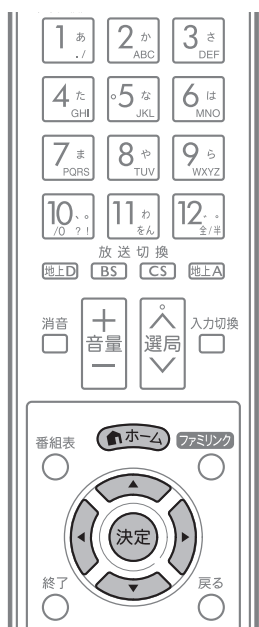 1 あ ./
2 か ABC
3 さ DEF
4 た GHI
5 な JKL
6 は MNO
7 ま PQRS
8 や TUV
9 ら WXYZ
10 、。 /0 ?!
11 わ をん
12 ゛。 全/半
放送切換
地上D BS CS 地上A
消音 + 音量 − 選局 入力切換
番組表 ホーム ファミリンク
決定
終了 戻る